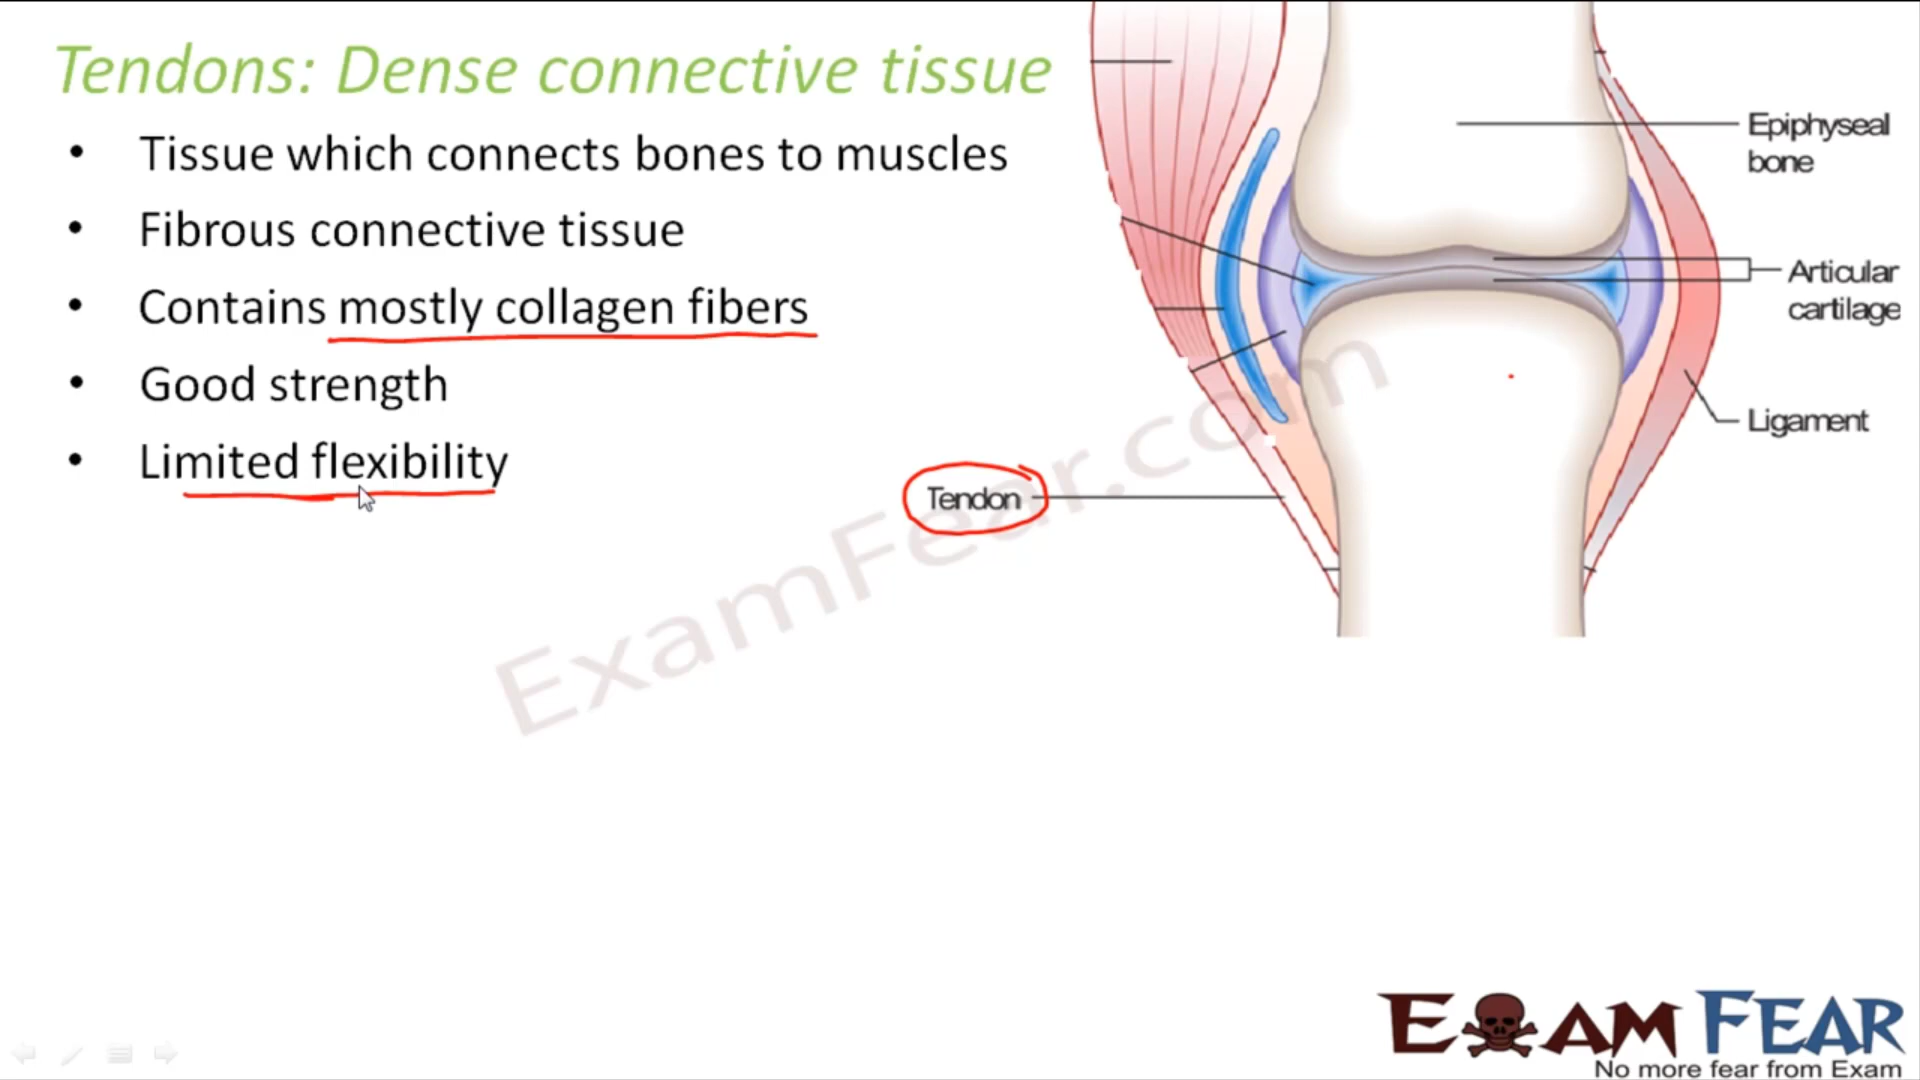 Tendons: Dense connective tissue
• Tissue which connects bones to muscles
• Fibrous connective tissue
• Contains mostly collagen fibers
• Good strength
• Limited flexibility
Epiphyseal
bone
Articular
cartilage
Ligament
Tendon
ExamFear.com
EXAM FEAR
No more fear from Exam